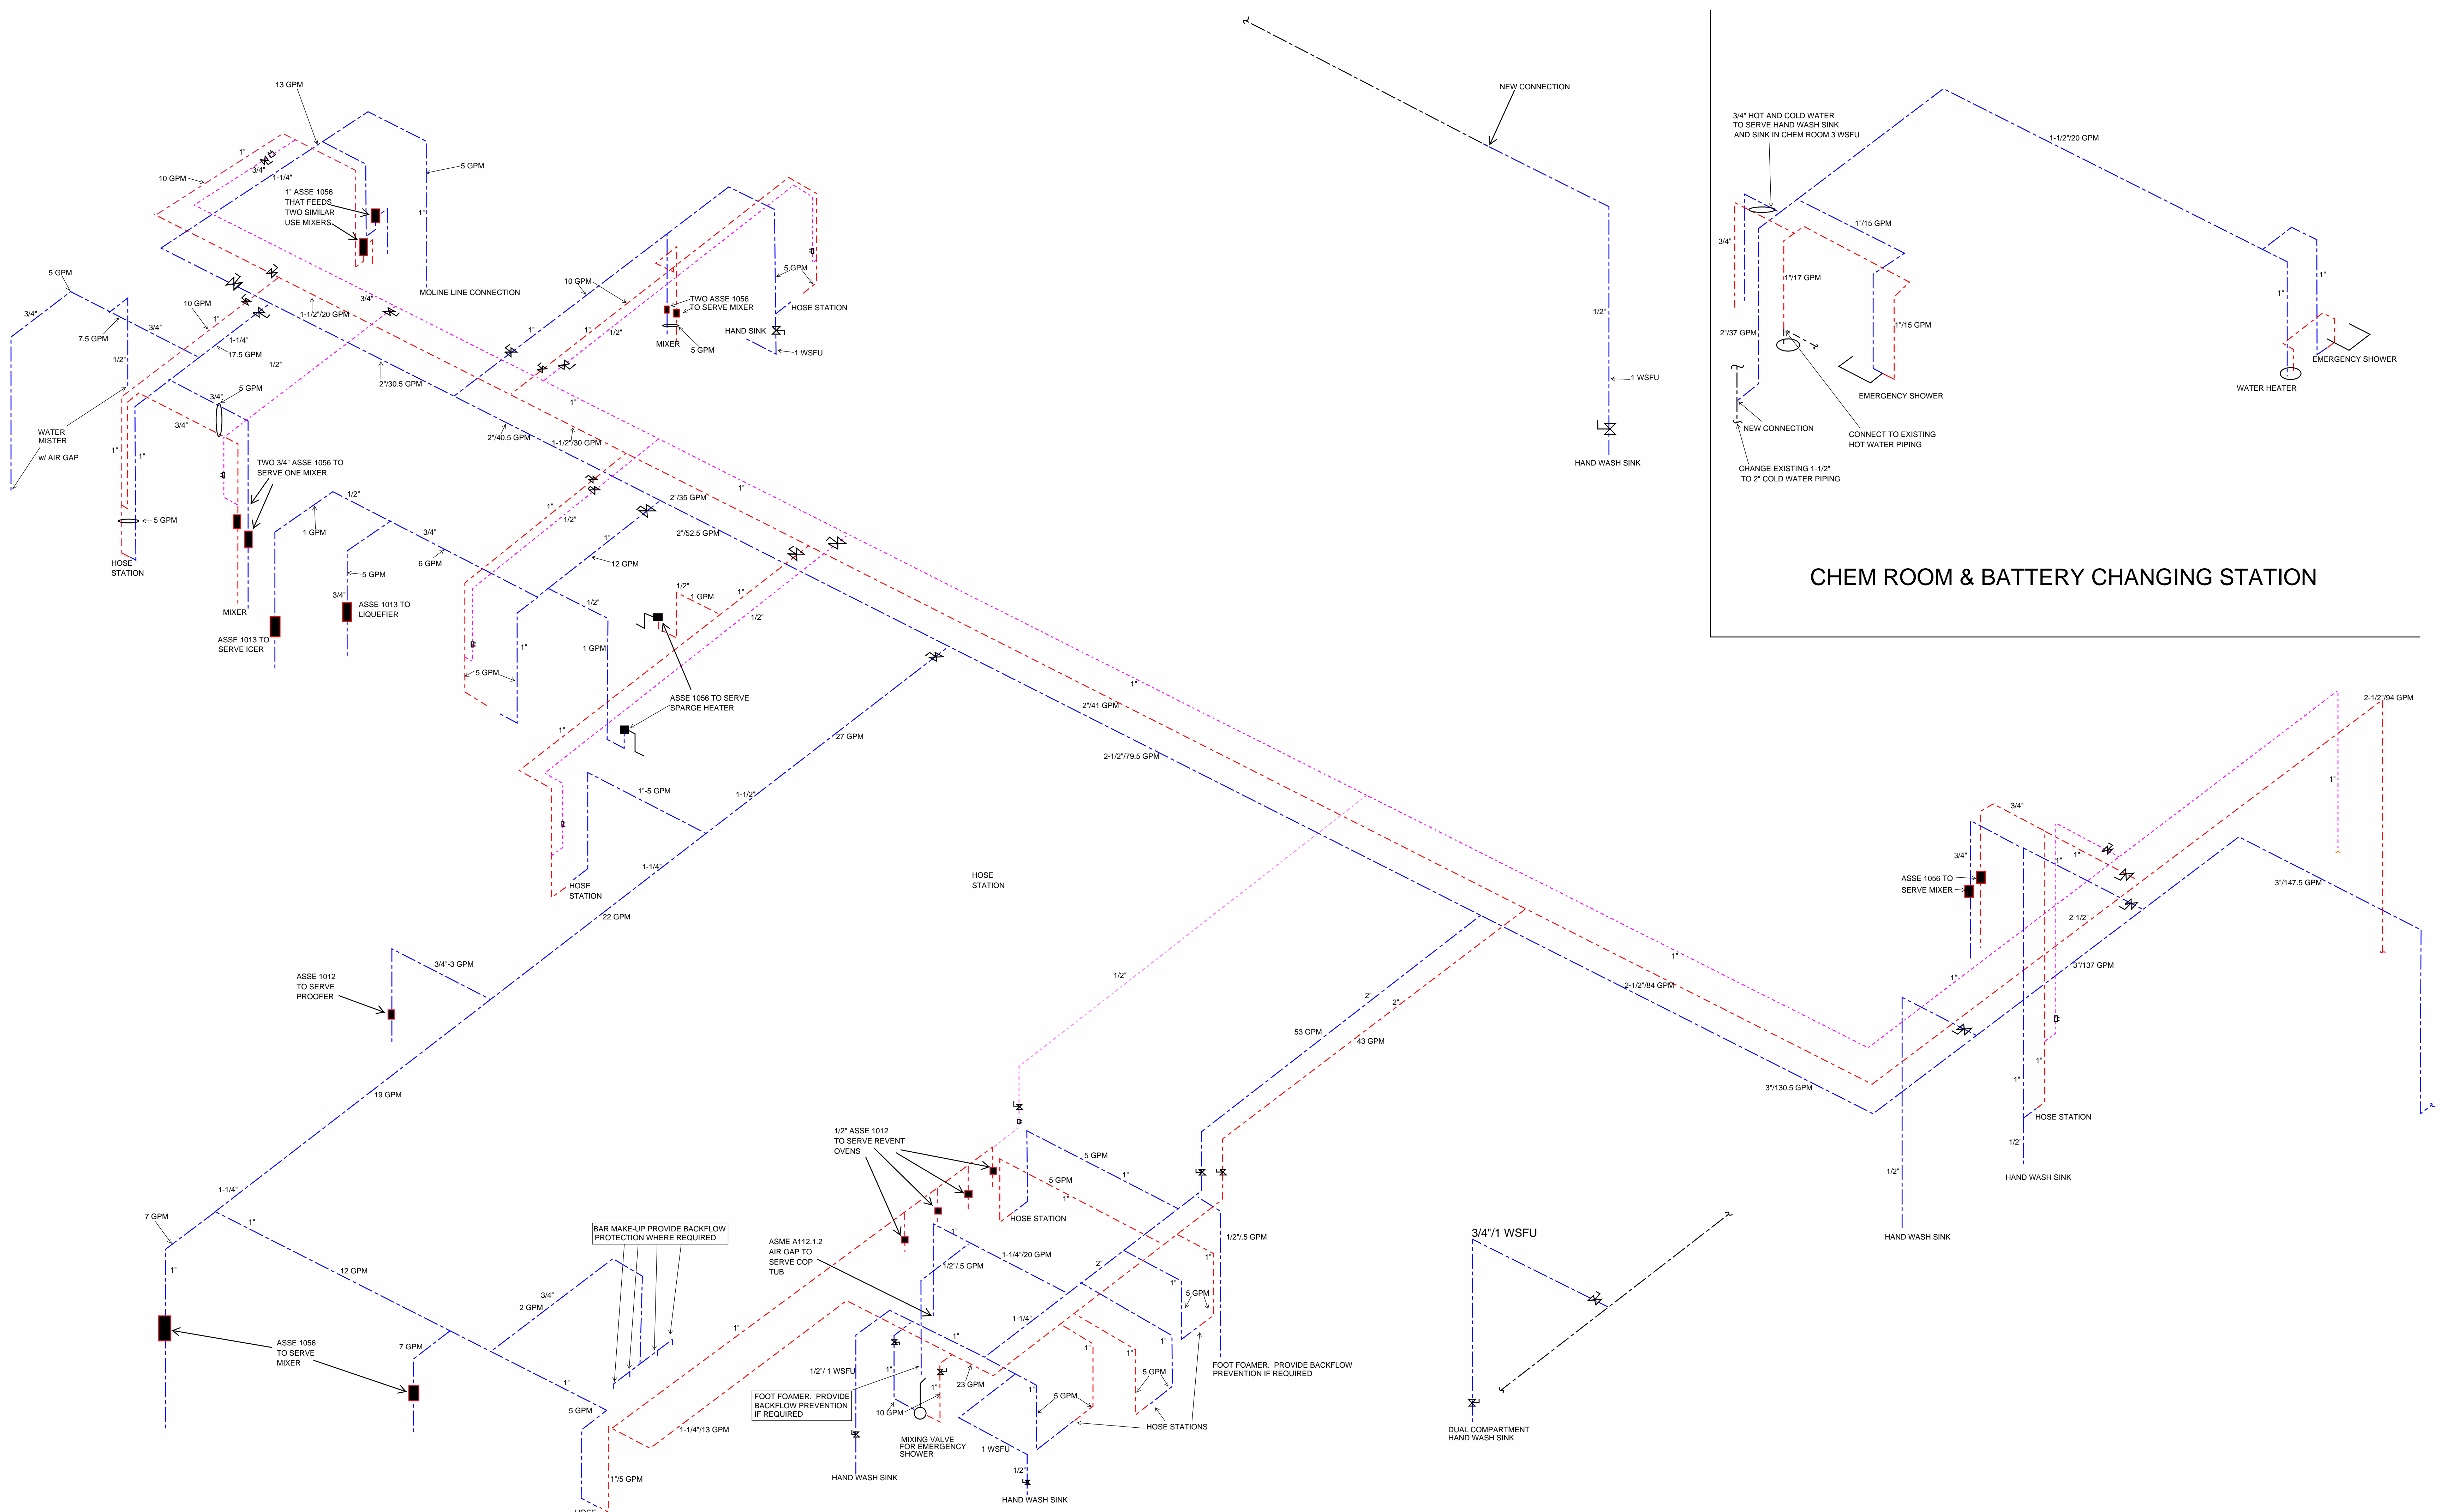 13 GPM
1"
3/4"
1-1/4"
10 GPM
5 GPM
1" ASSE 1056
THAT FEEDS
TWO SIMILAR
USE MIXERS
1"
MOLINE LINE CONNECTION
5 GPM
3/4"
7.5 GPM
3/4"
1/2"
10 GPM
1"
1-1/4"
17.5 GPM
1/2"
3/4"
1-1/2"/20 GPM
2"/30.5 GPM
5 GPM
3/4"
3/4"
WATER
MISTER
w/ AIR GAP
1"
1"
5 GPM
HOSE
STATION
TWO 3/4" ASSE 1056 TO
SERVE ONE MIXER
MIXER
10 GPM
1"
1"
1/2"
5 GPM
TWO ASSE 1056
TO SERVE MIXER
HOSE STATION
HAND SINK
MIXER
5 GPM
1 WSFU
1"
2"/40.5 GPM
1-1/2"/30 GPM
1/2"
1 GPM
3/4"
6 GPM
5 GPM
3/4"
ASSE 1013 TO
LIQUEFIER
ASSE 1013 TO
SERVE ICER
1"
1/2"
1"
2"/35 GPM
2"/52.5 GPM
1"
12 GPM
1/2"
1"
1 GPM
5 GPM
1/2"
1 GPM
1"
1/2"
ASSE 1056 TO SERVE
SPARGE HEATER
1"
27 GPM
1"-5 GPM
1-1/2"
1-1/4"
HOSE
STATION
22 GPM
HOSE
STATION
1"
2"/41 GPM
2-1/2"/79.5 GPM
ASSE 1012
TO SERVE
PROOFER
3/4"-3 GPM
19 GPM
1-1/4"
7 GPM
1"
1"
12 GPM
ASSE 1056
TO SERVE
MIXER
7 GPM
2 GPM
3/4"
BAR MAKE-UP PROVIDE BACKFLOW
PROTECTION WHERE REQUIRED
1"
5 GPM
1"/5 GPM
1-1/4"/13 GPM
1"
1/2" ASSE 1012
TO SERVE REVENT
OVENS
ASME A112.1.2
AIR GAP TO
SERVE COP
TUB
1/2"
53 GPM
2"
2"
43 GPM
5 GPM
1"
5 GPM
1"
HOSE STATION
1"
1-1/4"/20 GPM
1/2"/.5 GPM
2"
1-1/4"
1"
1"
5 GPM
1/2"/.5 GPM
FOOT FOAMER.  PROVIDE BACKFLOW
PREVENTION IF REQUIRED
1"
1/2"/ 1 WSFU
1"
FOOT FOAMER.  PROVIDE
BACKFLOW PREVENTION
IF REQUIRED
10 GPM
1"
23 GPM
1"
1"
5 GPM
1"
1"
5 GPM
HOSE STATIONS
MIXING VALVE
FOR EMERGENCY
SHOWER
1 WSFU
1/2"
HAND WASH SINK
HAND WASH SINK
HOSE
3/4"/1 WSFU
DUAL COMPARTMENT
HAND WASH SINK
1"
2-1/2"/84 GPM
3"/130.5 GPM
1"
3"/137 GPM
2-1/2"
3"/147.5 GPM
2-1/2"/94 GPM
1"
3/4"
3/4"
1"
1"
ASSE 1056 TO
SERVE MIXER
1"
1"
HOSE STATION
1/2"
HAND WASH SINK
1/2"
HAND WASH SINK
NEW CONNECTION
1/2"
1 WSFU
HAND WASH SINK
3/4" HOT AND COLD WATER
TO SERVE HAND WASH SINK
AND SINK IN CHEM ROOM 3 WSFU
1-1/2"/20 GPM
1"/15 GPM
3/4"
1"/17 GPM
1"/15 GPM
2"/37 GPM
EMERGENCY SHOWER
NEW CONNECTION
CONNECT TO EXISTING
HOT WATER PIPING
CHANGE EXISTING 1-1/2"
TO 2" COLD WATER PIPING
1"
1"
EMERGENCY SHOWER
WATER HEATER
CHEM ROOM & BATTERY CHANGING STATION